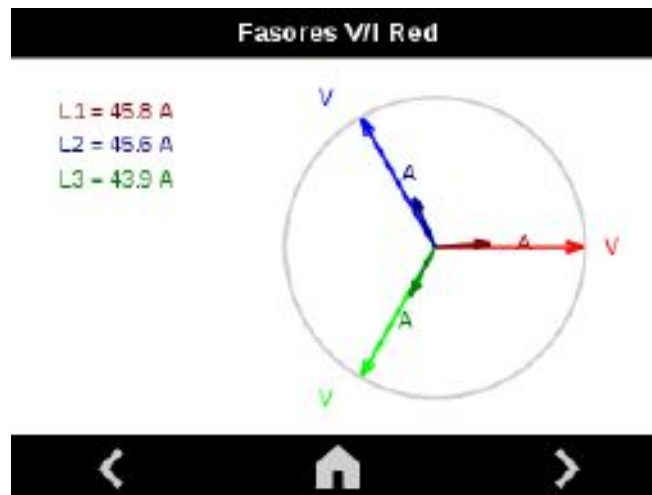 Fasores V/I Red
L1 = 45.8 A
L2 = 45.6 A
L3 = 43.9 A
V
A
A
V
A
V